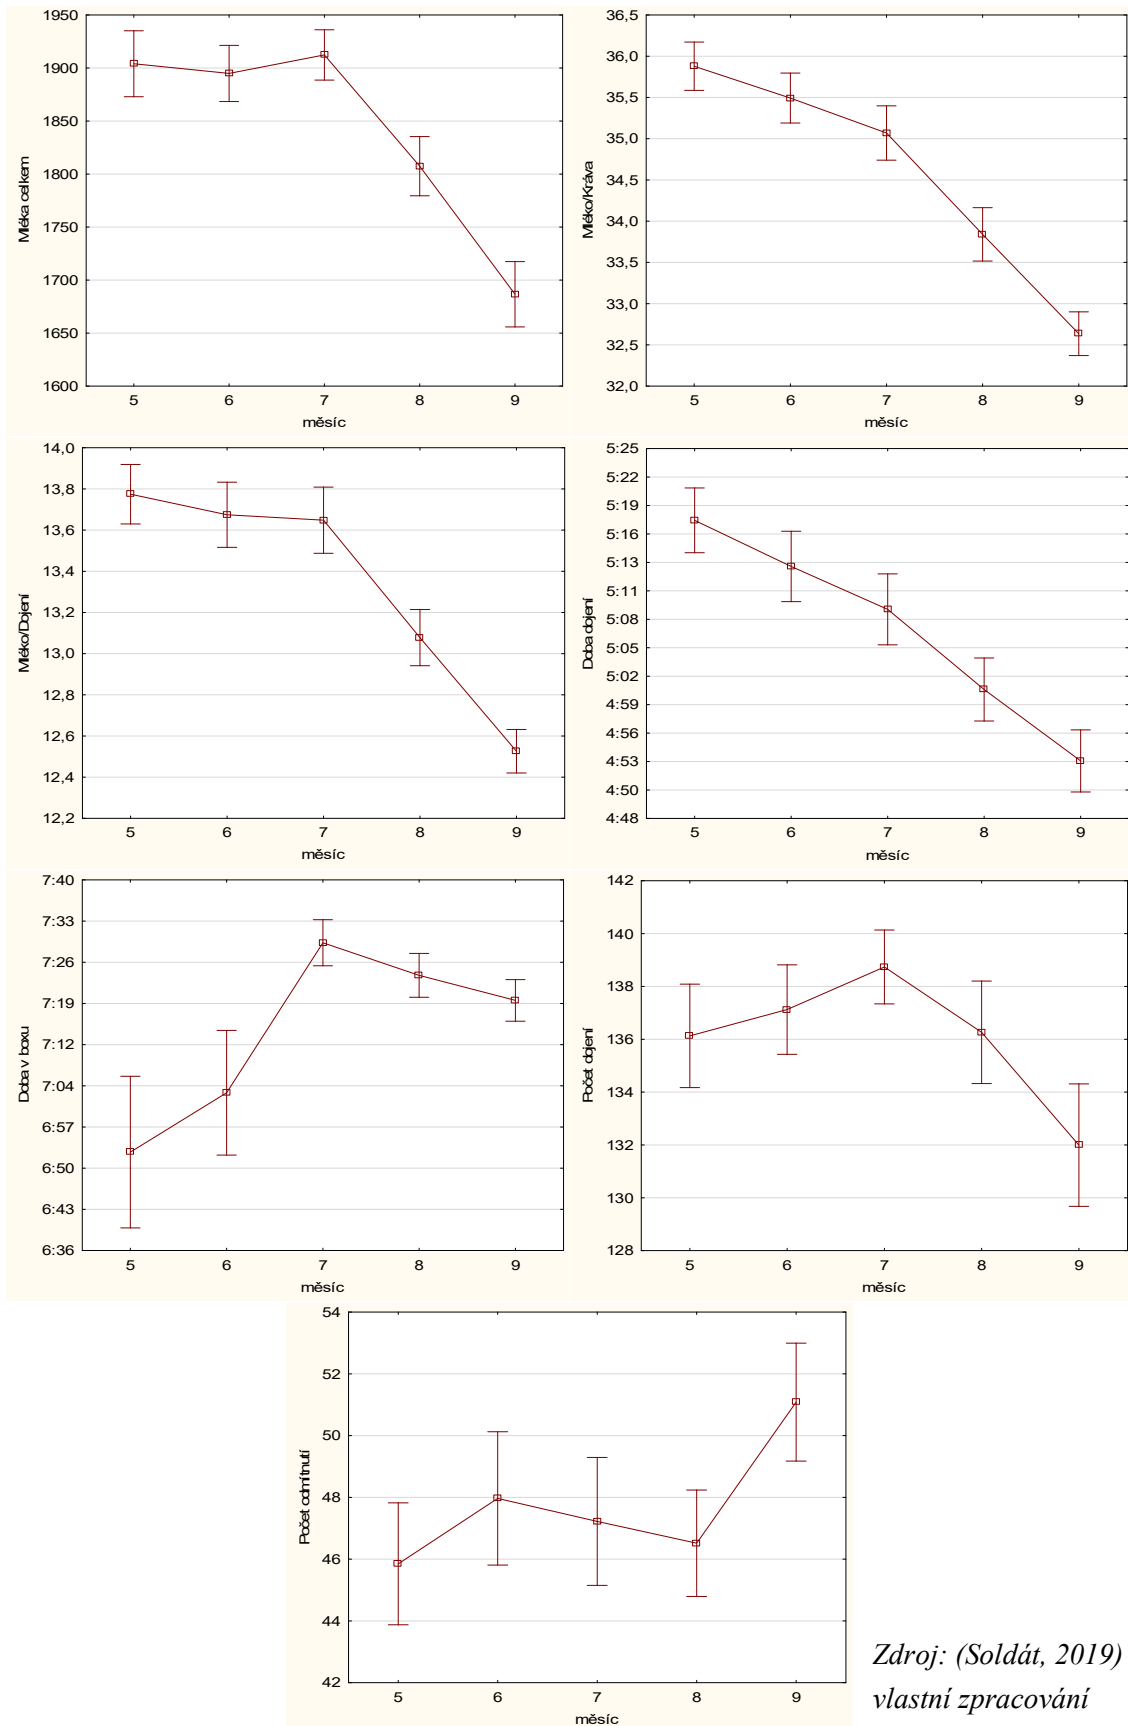 Mléka celkem
1950
1900
1850
1800
1750
1700
1650
1600
5 6 7 8 9
měsíc
Mléko/Kráva
36,5
36,0
35,5
35,0
34,5
34,0
33,5
33,0
32,5
32,0
5 6 7 8 9
měsíc
Mléko/Dojení
14,0
13,8
13,6
13,4
13,2
13,0
12,8
12,6
12,4
12,2
5 6 7 8 9
měsíc
Doba dojení
5:25
5:22
5:19
5:16
5:13
5:11
5:08
5:05
5:02
4:59
4:56
4:53
4:50
4:48
5 6 7 8 9
měsíc
Doba v boxu
7:40
7:33
7:26
7:19
7:12
7:04
6:57
6:50
6:43
6:36
5 6 7 8 9
měsíc
Počet dojení
142
140
138
136
134
132
130
128
5 6 7 8 9
měsíc
Počet odmítnutí
54
52
50
48
46
44
42
5 6 7 8 9
měsíc
Zdroj: (Soldát, 2019)
vlastní zpracování